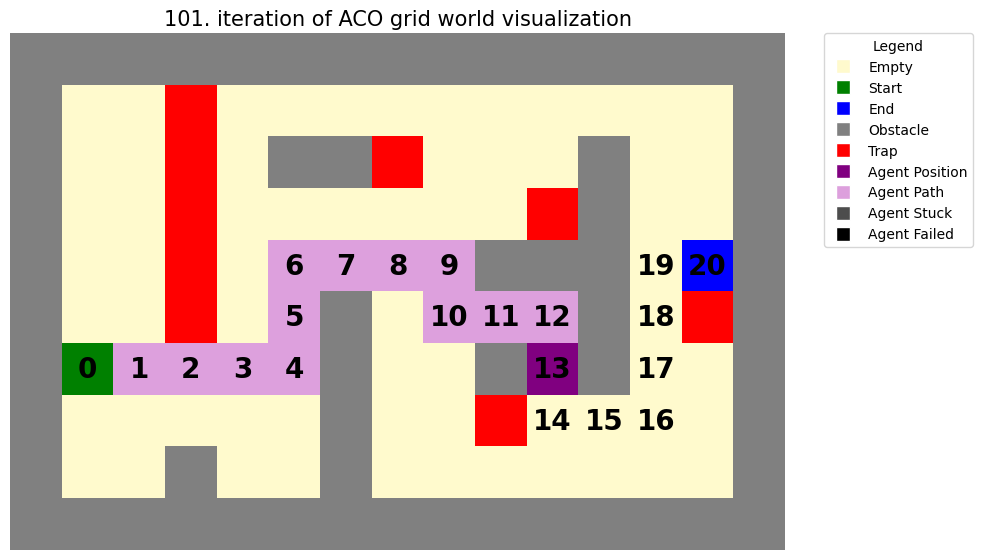 101. iteration of ACO grid world visualization
Legend
Empty
Start
End
Obstacle
Trap
Agent Position
Agent Path
Agent Stuck
Agent Failed
6 7 8 9 19 20
5 10 11 12 18
0 1 2 3 4 13 17
14 15 16